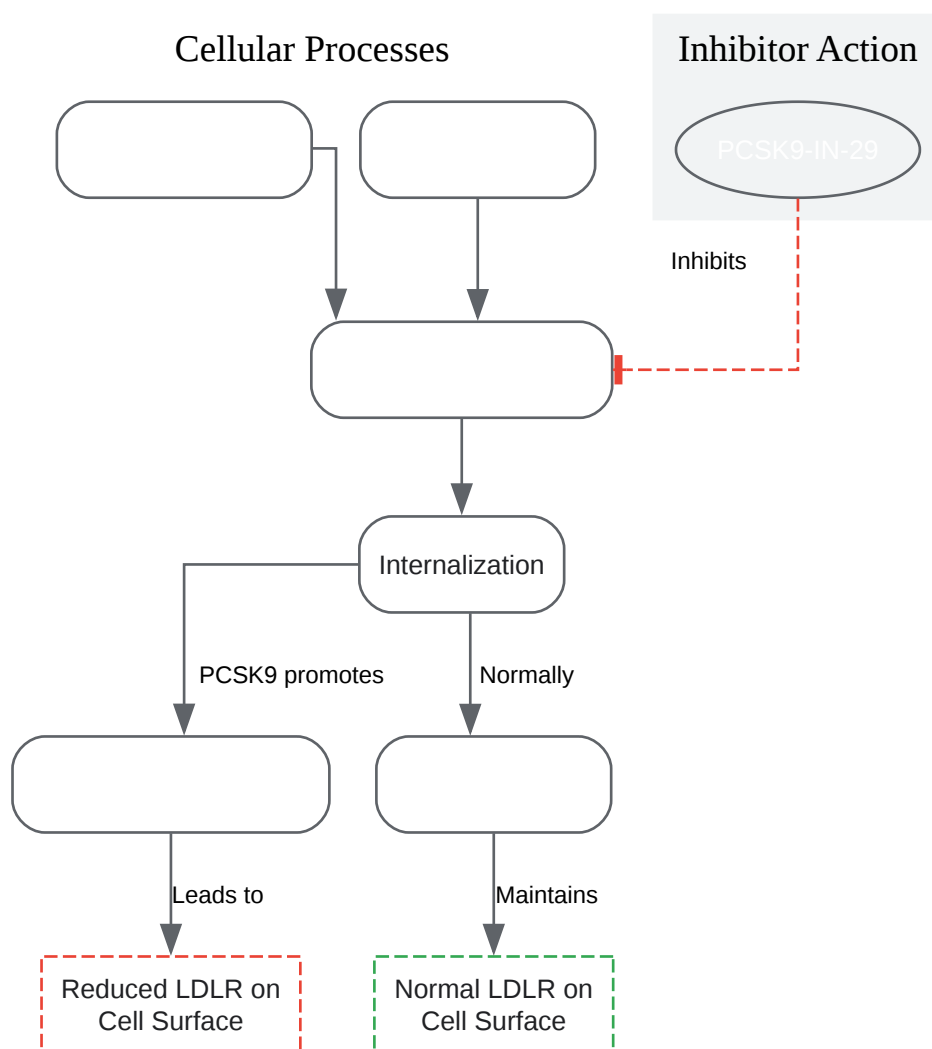 Cellular Processes
Inhibitor Action
PCSK9-IN-29
Inhibits
Internalization
PCSK9 promotes
Normally
Leads to
Maintains
Reduced LDLR on
Cell Surface
Normal LDLR on
Cell Surface